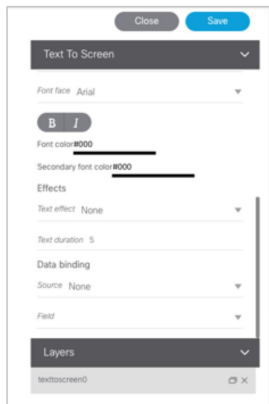 Close Save
Text To Screen
Font face Arial
B I
Font color#000
Secondary font color#000
Effects
Text effect None
Text duration 5
Data binding
Source None
Field
Layers
texttoscreen0